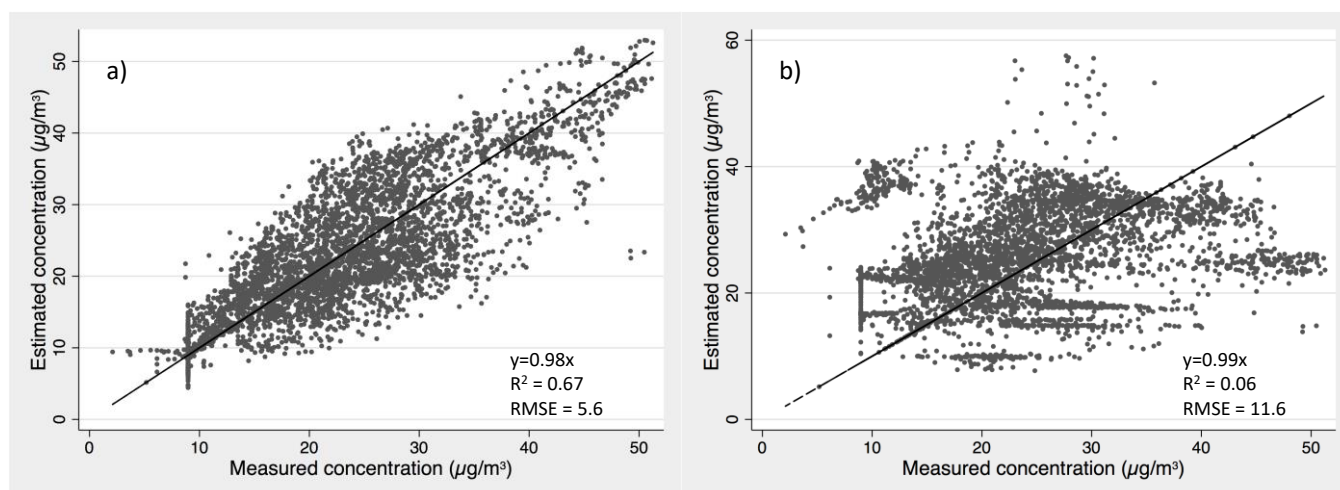 a)
Estimated concentration (µg/m³)
50
40
30
20
10
0
y=0.98x
R² = 0.67
RMSE = 5.6
0 10 20 30 40 50
Measured concentration (µg/m³)
b)
Estimated concentration (µg/m³)
60
40
20
0
y=0.99x
R² = 0.06
RMSE = 11.6
0 10 20 30 40 50
Measured concentration (µg/m³)